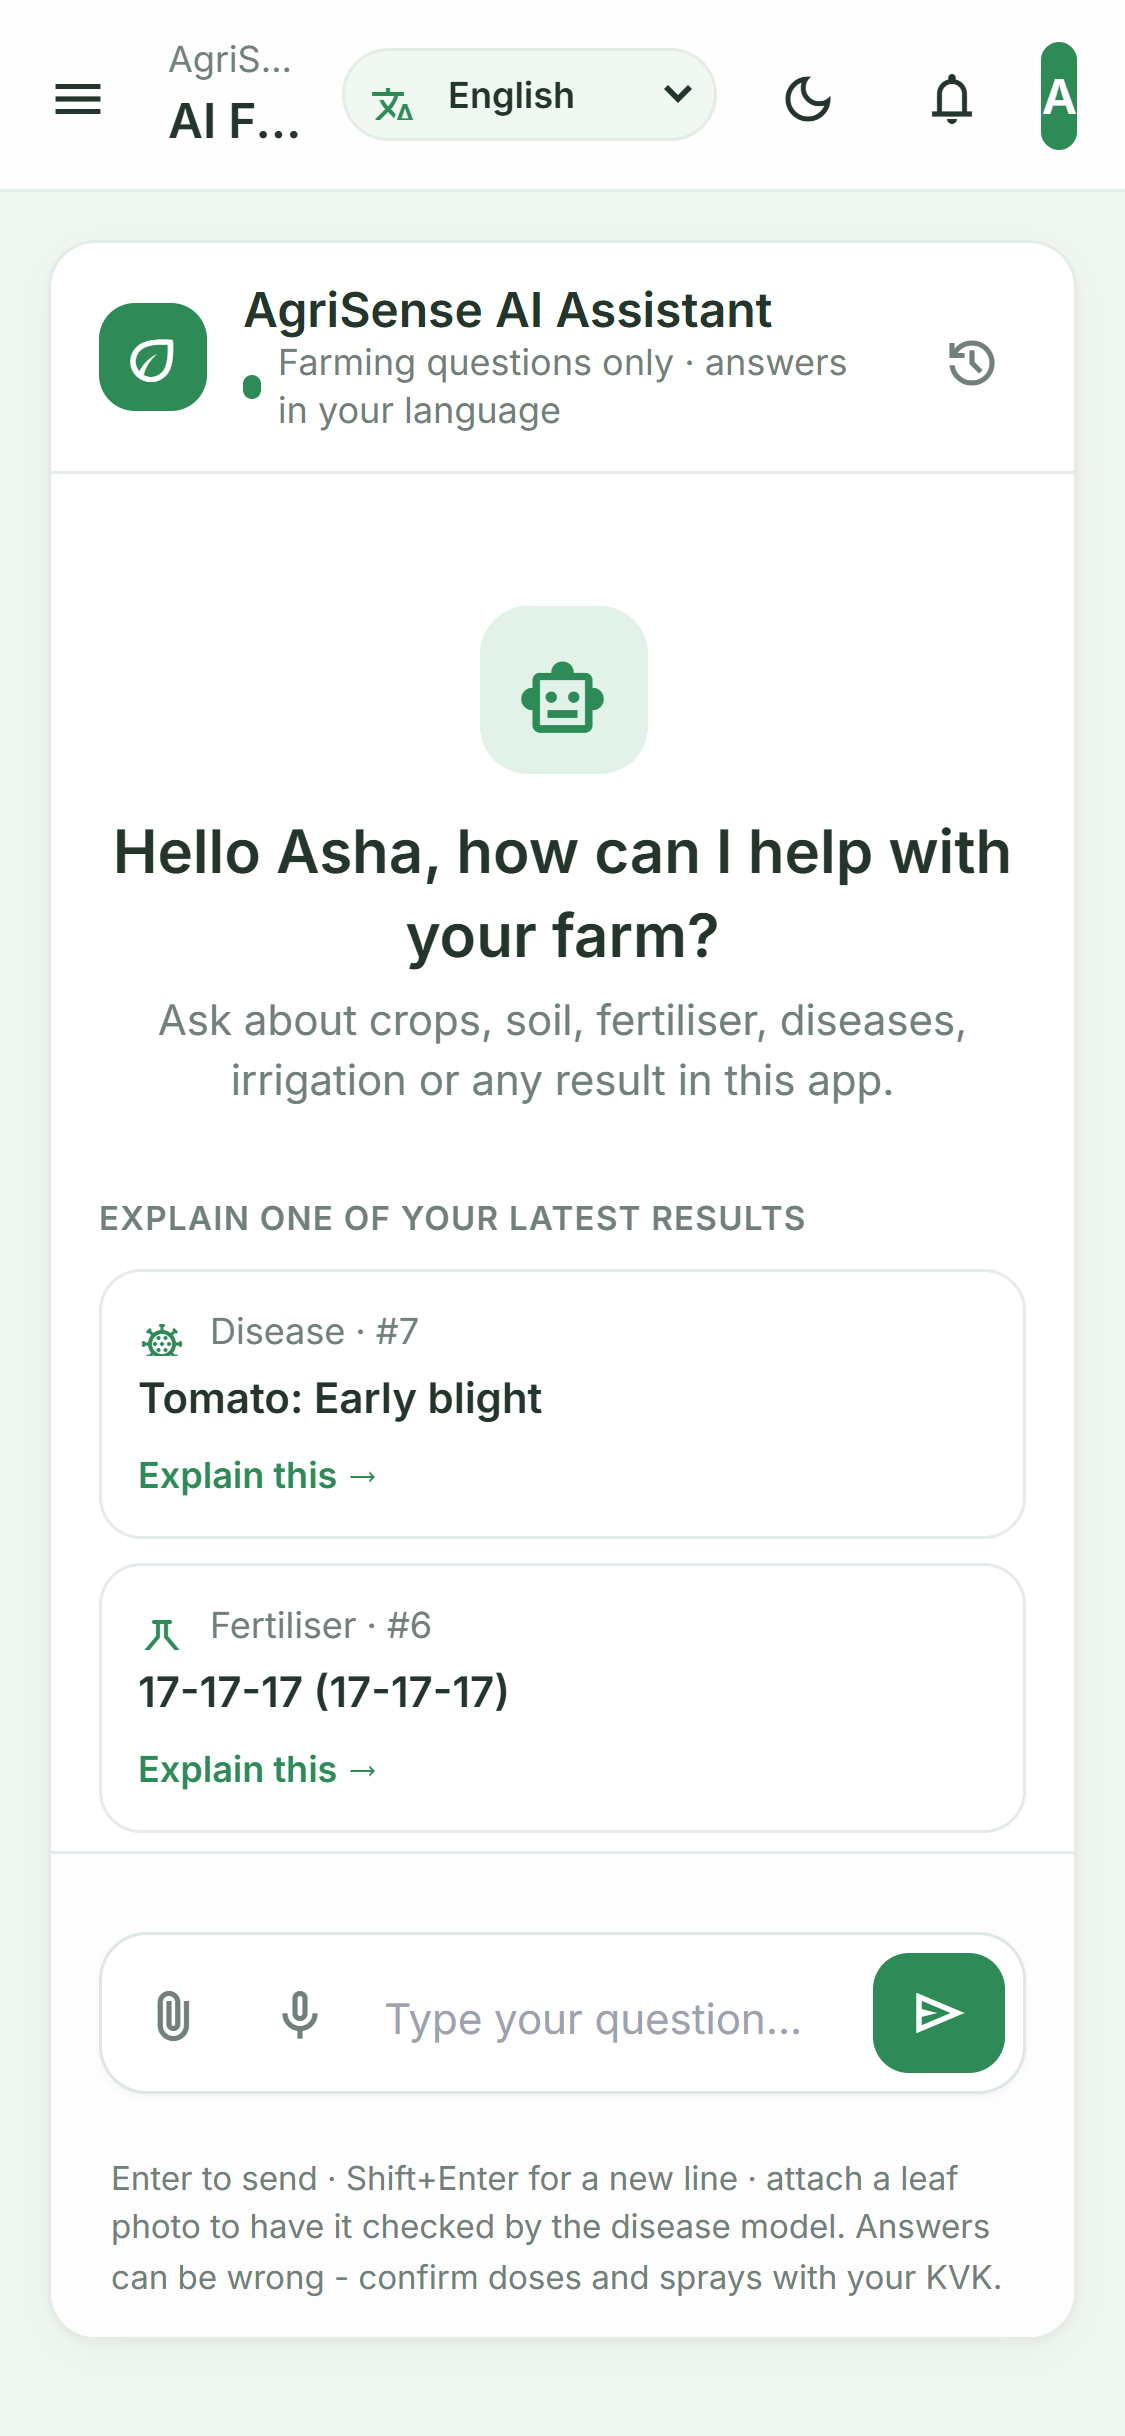 AgriS...
AI F...
English
A
AgriSense AI Assistant
Farming questions only · answers
in your language
Hello Asha, how can I help with
your farm?
Ask about crops, soil, fertiliser, diseases,
irrigation or any result in this app.
EXPLAIN ONE OF YOUR LATEST RESULTS
Disease · #7
Tomato: Early blight
Explain this →
Fertiliser · #6
17-17-17 (17-17-17)
Explain this →
Type your question...
Enter to send · Shift+Enter for a new line · attach a leaf
photo to have it checked by the disease model. Answers
can be wrong - confirm doses and sprays with your KVK.